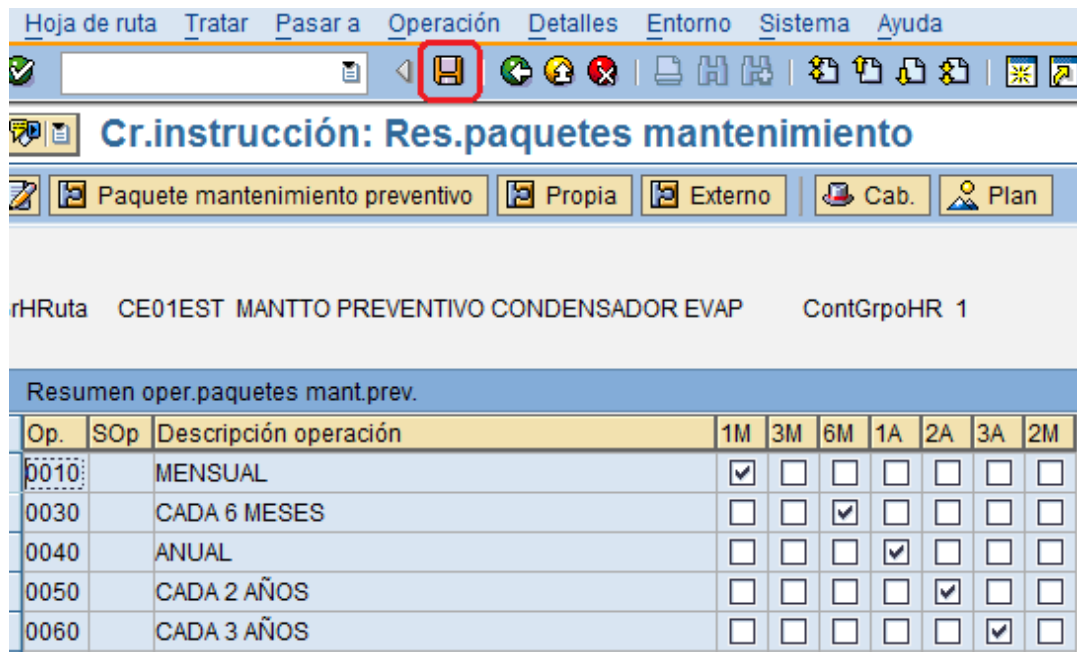 Hoja de ruta Tratar Pasar a Operación Detalles Entorno Sistema Ayuda
Cr.instrucción: Res.paquetes mantenimiento
Paquete mantenimiento preventivo Propia Externo Cab. Plan
rHRuta CE01EST MANTTO PREVENTIVO CONDENSADOR EVAP ContGrpoHR 1
Resumen oper.paquetes mant.prev.
Op. SOp Descripción operación 1M 3M 6M 1A 2A 3A 2M
0010 MENSUAL
0030 CADA 6 MESES
0040 ANUAL
0050 CADA 2 AÑOS
0060 CADA 3 AÑOS